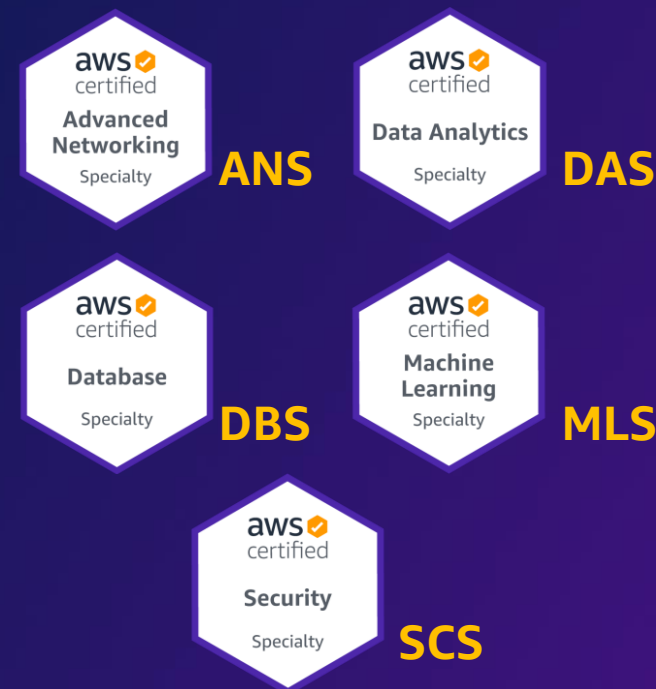 aws
certified
Advanced
Networking
Specialty
ANS
aws
certified
Data Analytics
Specialty
DAS
aws
certified
Database
Specialty
DBS
aws
certified
Machine
Learning
Specialty
MLS
aws
certified
Security
Specialty
SCS